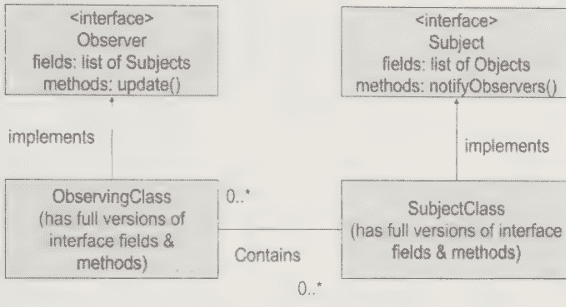 <interface>
Observer
fields: list of Subjects
methods: update()
<interface>
Subject
fields: list of Objects
methods: notifyObservers()
implements
implements
ObservingClass
(has full versions of
interface fields &
methods)
0..*
SubjectClass
(has full versions of interface
fields & methods)
Contains
0..*